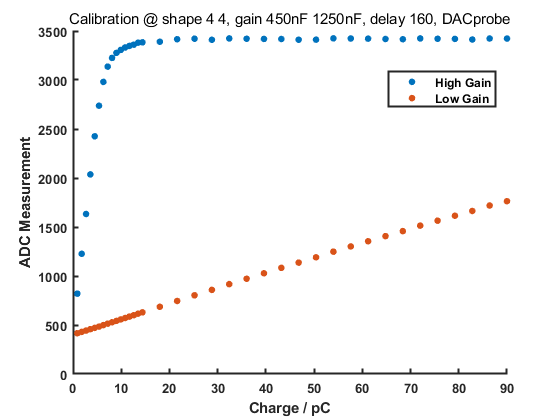 Calibration @ shape 4 4, gain 450nF 1250nF, delay 160, DACprobe
3500
3000
2500
2000
1500
1000
500
0
ADC Measurement
High Gain
Low Gain
0 10 20 30 40 50 60 70 80 90
Charge / pC